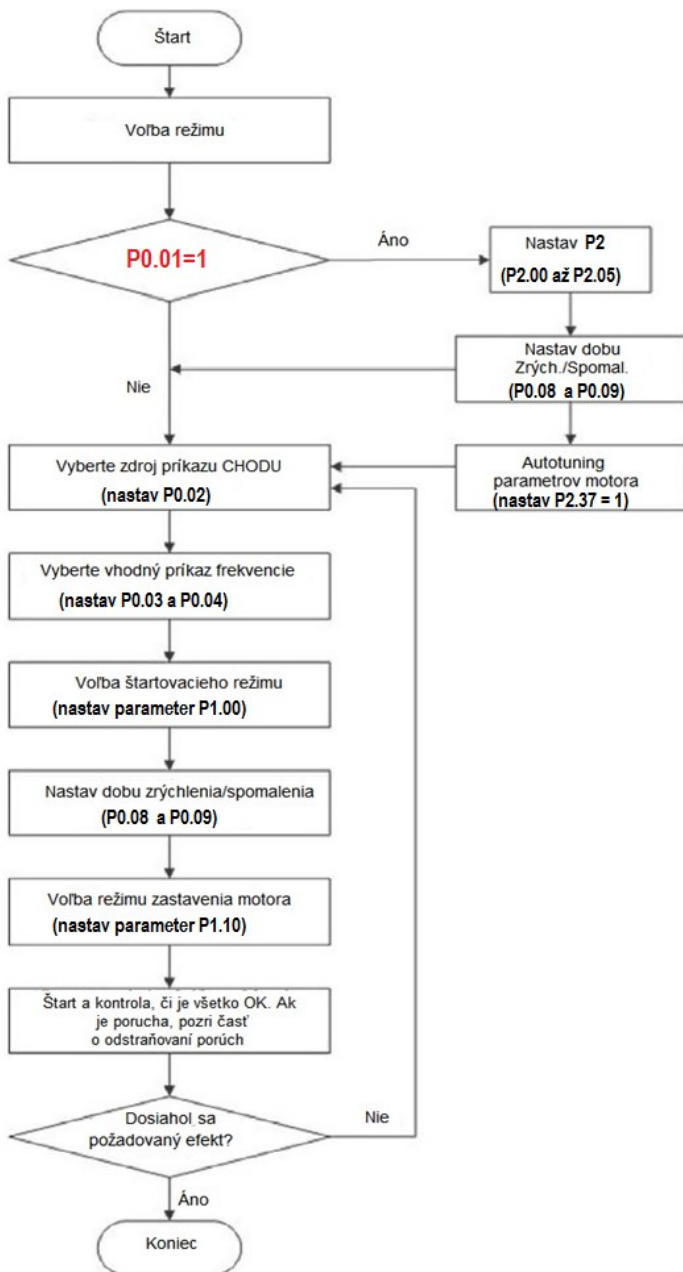 Štart
Voľba režimu
P0.01=1
Áno
Nastav P2
(P2.00 až P2.05)
Nastav dobu
Zrých./Spomal.
(P0.08 a P0.09)
Nie
Vyberte zdroj príkazu CHODU
(nastav P0.02)
Autotuning
parametrov motora
(nastav P2.37 = 1)
Vyberte vhodný príkaz frekvencie
(nastav P0.03 a P0.04)
Voľba štartovacieho režimu
(nastav parameter P1.00)
Nastav dobu zrýchlenia/spomalenia
(P0.08 a P0.09)
Voľba režimu zastavenia motora
(nastav parameter P1.10)
Štart a kontrola, či je všetko OK. Ak
je porucha, pozri časť
o odstraňovaní porúch
Dosiahol sa
požadovaný efekt?
Nie
Áno
Koniec